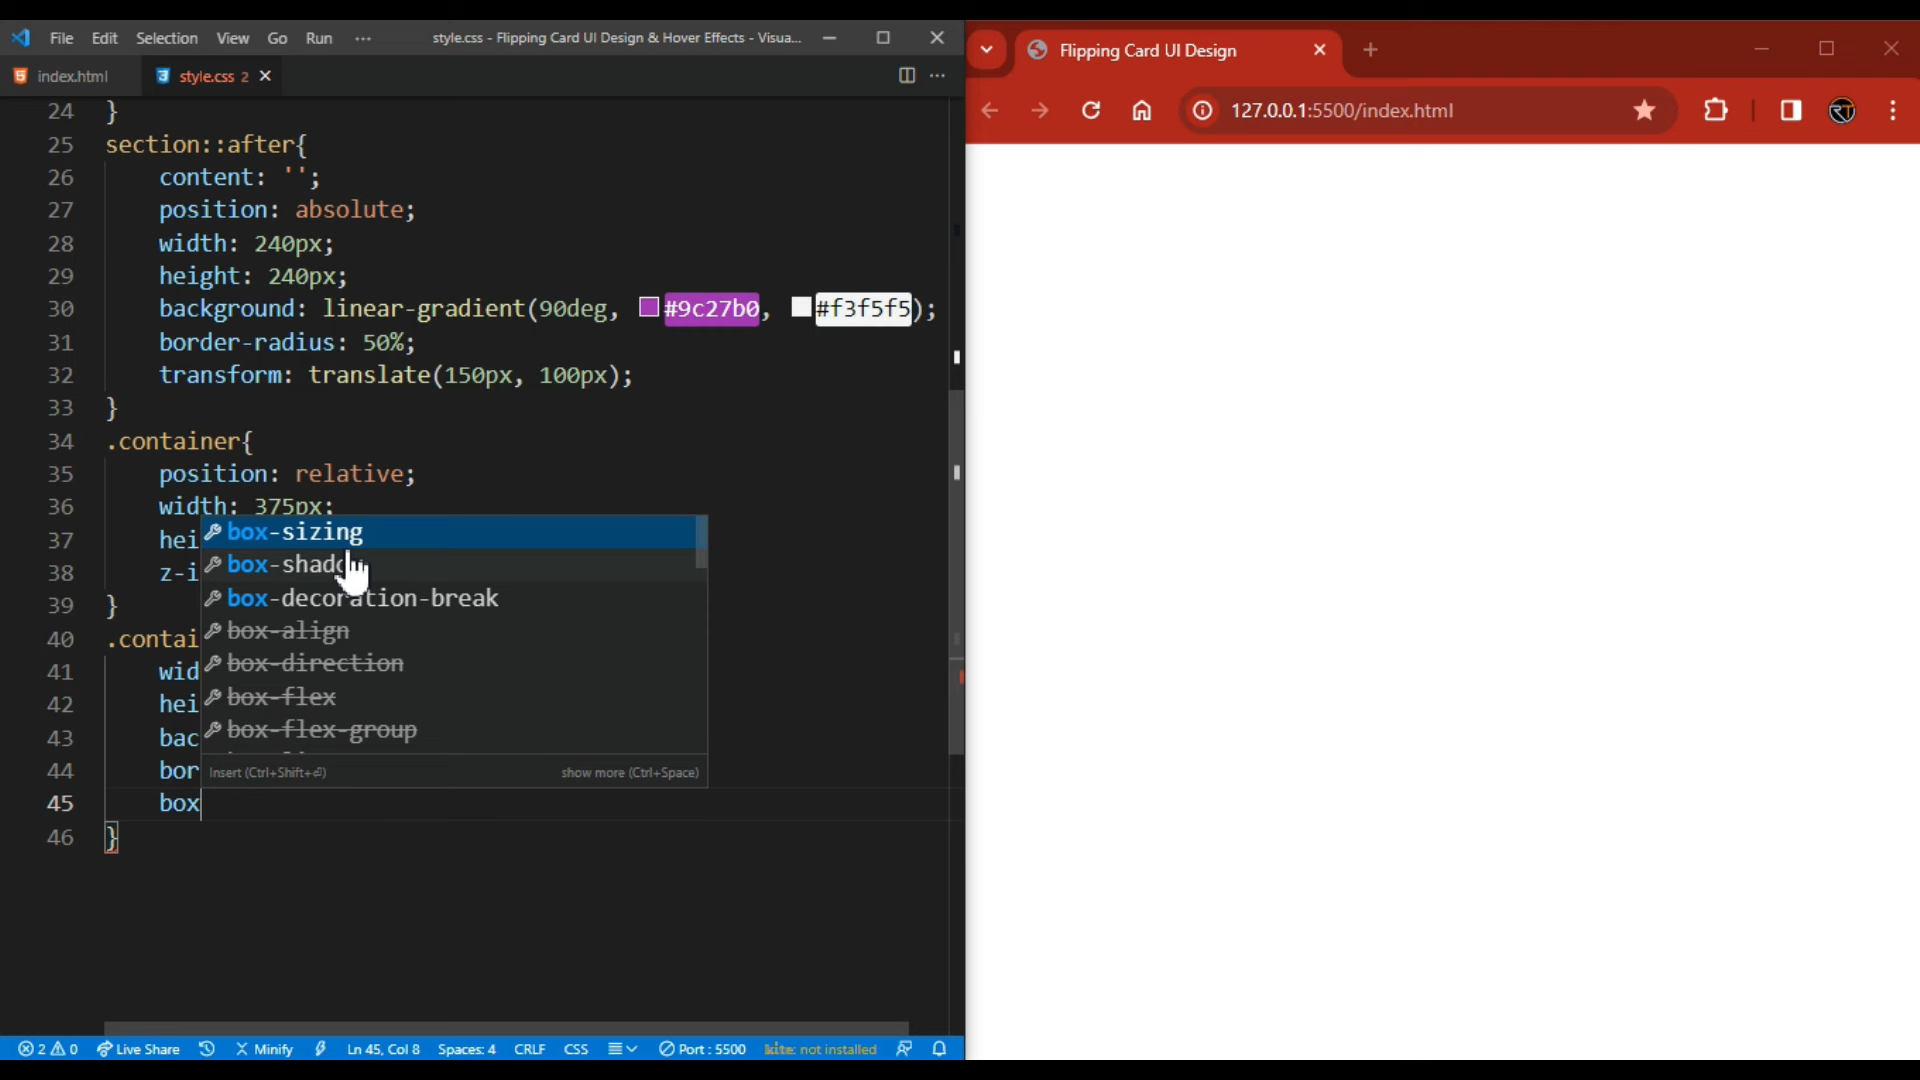 File Edit Selection View Go Run ··· style.css - Flipping Card UI Design & Hover Effects - Visua...
index.html style.css 2
24 }
25 section::after{
26 content: '';
27 position: absolute;
28 width: 240px;
29 height: 240px;
30 background: linear-gradient(90deg, #9c27b0, #f3f5f5);
31 border-radius: 50%;
32 transform: translate(150px, 100px);
33 }
34 .container{
35 position: relative;
36 width: 375px;
37 hei
38 z-i
39 }
40 .contai
41 wid
42 hei
43 bac
44 bor
45 box
46 }
box-sizing
box-shado
box-decoration-break
box-align
box-direction
box-flex
box-flex-group
Insert (Ctrl+Shift+⏎) show more (Ctrl+Space)
2 0 Live Share Minify Ln 45, Col 8 Spaces: 4 CRLF CSS Port : 5500 kite: not installed
Flipping Card UI Design
127.0.0.1:5500/index.html
RT